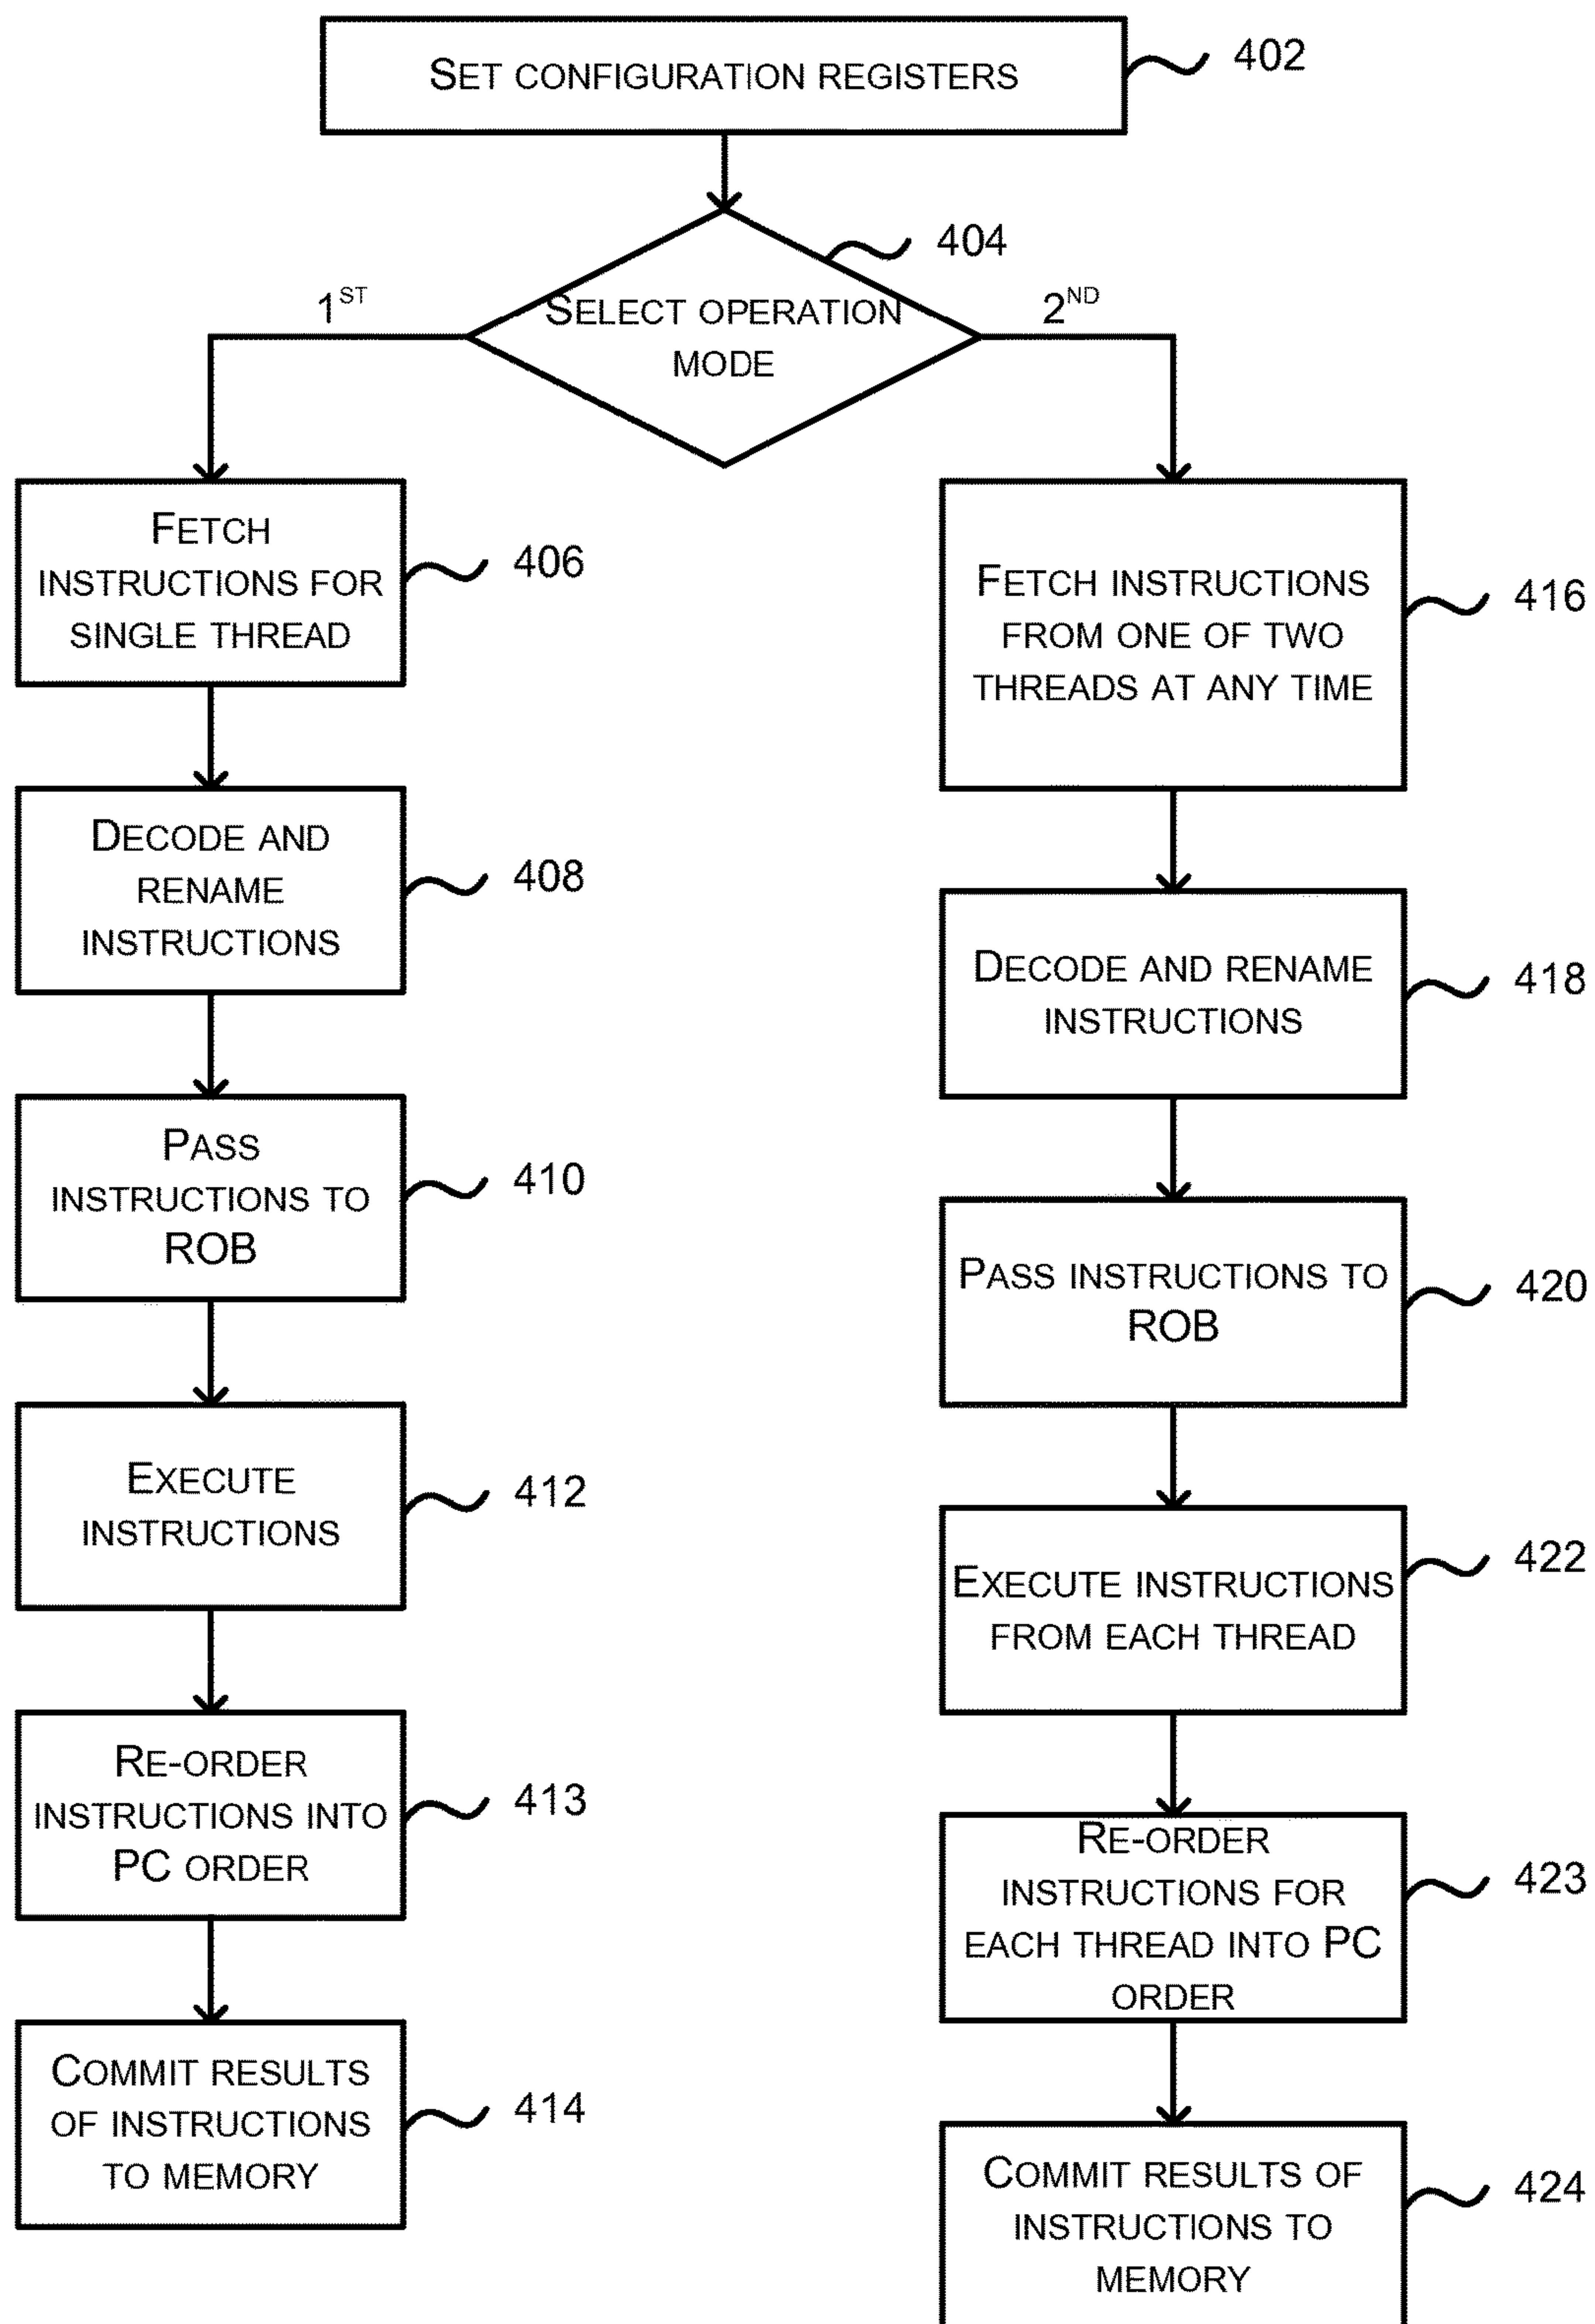 SET CONFIGURATION REGISTERS
402
404
SELECT OPERATION
MODE
1ST
2ND
FETCH
INSTRUCTIONS FOR
SINGLE THREAD
406
DECODE AND
RENAME
INSTRUCTIONS
408
PASS
INSTRUCTIONS TO
ROB
410
EXECUTE
INSTRUCTIONS
412
RE-ORDER
INSTRUCTIONS INTO
PC ORDER
413
COMMIT RESULTS
OF INSTRUCTIONS
TO MEMORY
414
FETCH INSTRUCTIONS
FROM ONE OF TWO
THREADS AT ANY TIME
416
DECODE AND RENAME
INSTRUCTIONS
418
PASS INSTRUCTIONS TO
ROB
420
EXECUTE INSTRUCTIONS
FROM EACH THREAD
422
RE-ORDER
INSTRUCTIONS FOR
EACH THREAD INTO PC
ORDER
423
COMMIT RESULTS OF
INSTRUCTIONS TO
MEMORY
424